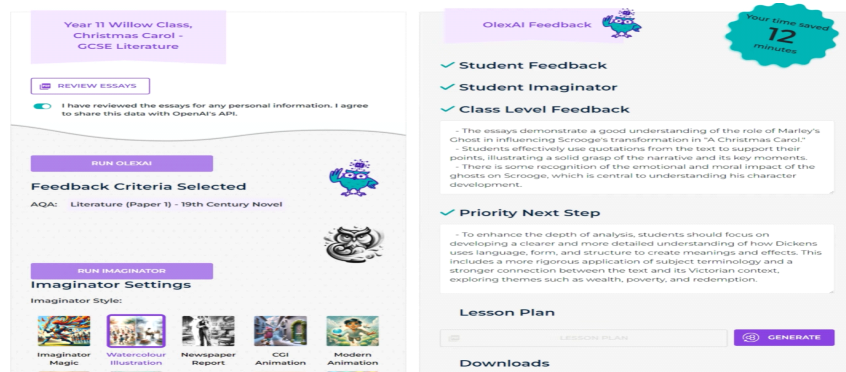 Year 11 Willow Class,
Christmas Carol -
GCSE Literature
REVIEW ESSAYS
I have reviewed the essays for any personal information. I agree
to share this data with OpenAI's API.
RUN OLEXAI
Feedback Criteria Selected
AQA: Literature (Paper 1) - 19th Century Novel
RUN IMAGINATOR
Imaginator Settings
Imaginator Style:
Imaginator Watercolour Newspaper CGI Modern
Magic Illustration Report Animation Animation
OlexAI Feedback
Your time saved
12
minutes
Student Feedback
Student Imaginator
Class Level Feedback
- The essays demonstrate a good understanding of the role of Marley's
Ghost in influencing Scrooge's transformation in "A Christmas Carol."
- Students effectively use quotations from the text to support their
points, illustrating a solid grasp of the narrative and its key moments.
- There is some recognition of the emotional and moral impact of the
ghosts on Scrooge, which is central to understanding his character
development.
Priority Next Step
- To enhance the depth of analysis, students should focus on
developing a clearer and more detailed understanding of how Dickens
uses language, form, and structure to create meanings and effects. This
includes a more rigorous application of subject terminology and a
stronger connection between the text and its Victorian context,
exploring themes such as wealth, poverty, and redemption.
Lesson Plan
LESSON PLAN
GENERATE
Downloads